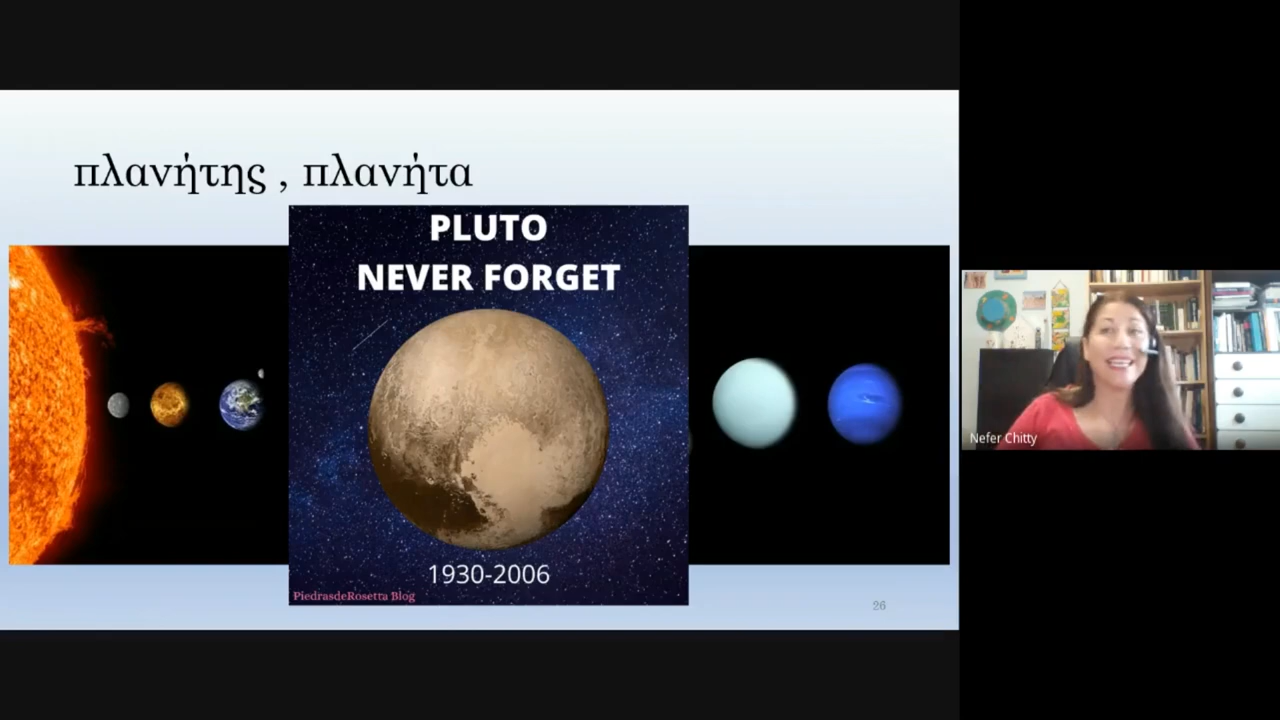 πλανήτης , πλανήτα
PLUTO
NEVER FORGET
1930-2006
PiedrasdeRosetta Blog
26
Nefer Chitty